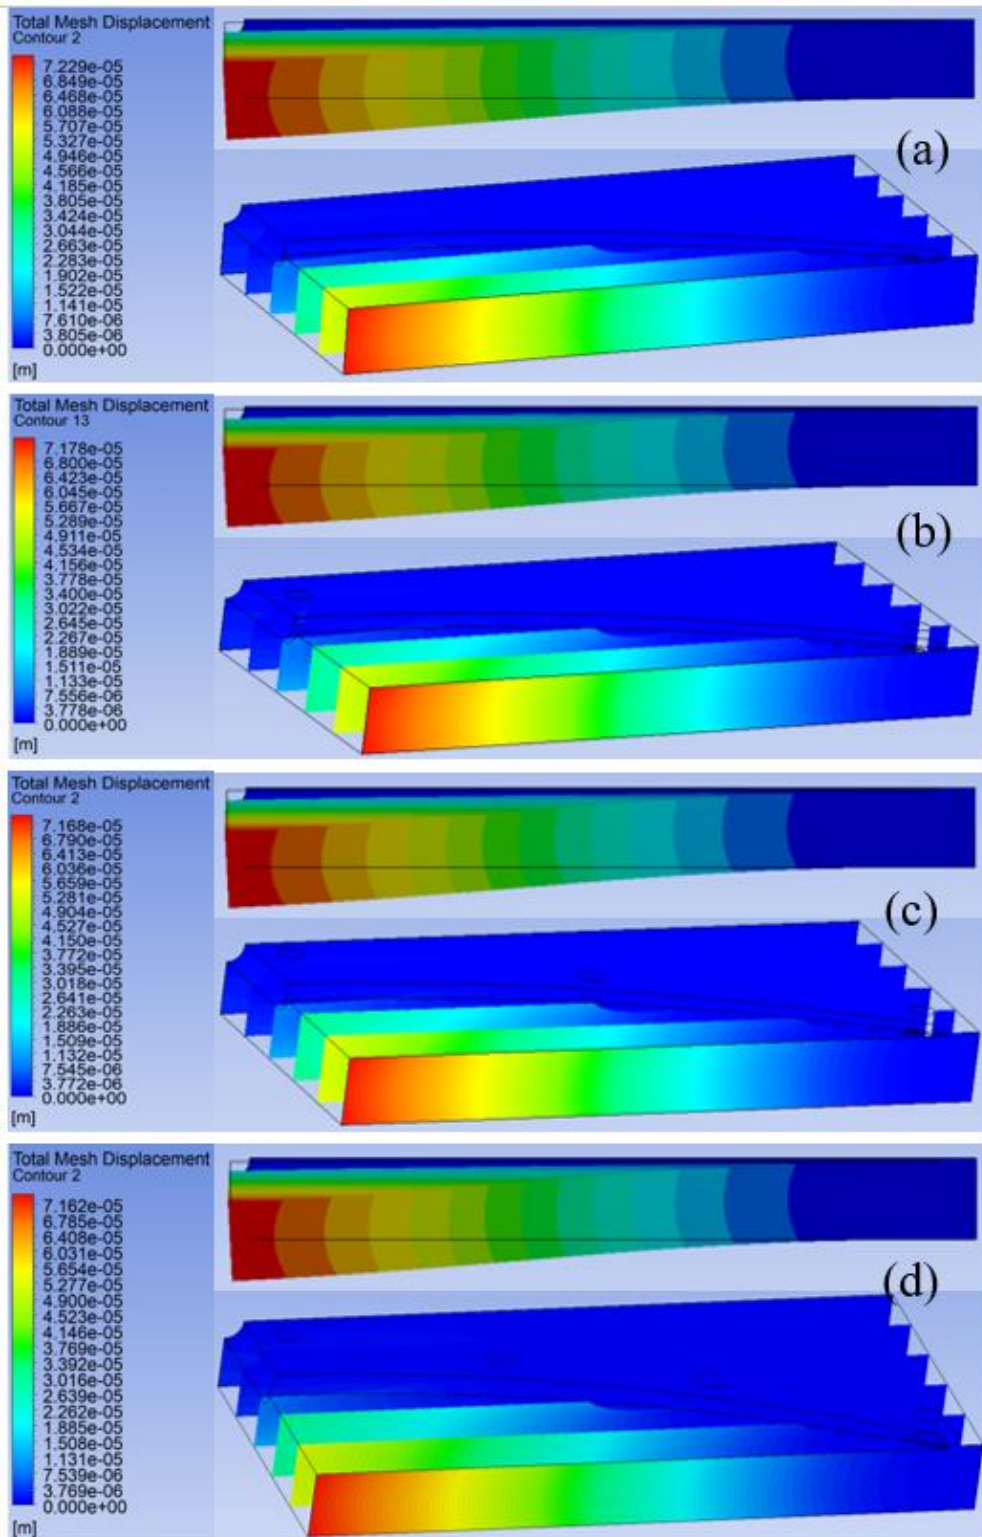 Total Mesh Displacement
Contour 2
7.229e-05
6.849e-05
6.468e-05
6.088e-05
5.707e-05
5.327e-05
4.946e-05
4.566e-05
4.185e-05
3.805e-05
3.424e-05
3.044e-05
2.663e-05
2.283e-05
1.902e-05
1.522e-05
1.141e-05
7.610e-06
3.805e-06
0.000e+00
[m]
(a)
Total Mesh Displacement
Contour 13
7.178e-05
6.800e-05
6.423e-05
6.045e-05
5.667e-05
5.289e-05
4.911e-05
4.534e-05
4.156e-05
3.778e-05
3.400e-05
3.022e-05
2.645e-05
2.267e-05
1.889e-05
1.511e-05
1.133e-05
7.556e-06
3.778e-06
0.000e+00
[m]
(b)
Total Mesh Displacement
Contour 2
7.168e-05
6.790e-05
6.413e-05
6.036e-05
5.659e-05
5.281e-05
4.904e-05
4.527e-05
4.150e-05
3.772e-05
3.395e-05
3.018e-05
2.641e-05
2.263e-05
1.886e-05
1.509e-05
1.132e-05
7.545e-06
3.772e-06
0.000e+00
[m]
(c)
Total Mesh Displacement
Contour 2
7.162e-05
6.785e-05
6.408e-05
6.031e-05
5.654e-05
5.277e-05
4.900e-05
4.523e-05
4.146e-05
3.769e-05
3.392e-05
3.016e-05
2.639e-05
2.262e-05
1.885e-05
1.508e-05
1.131e-05
7.539e-06
3.769e-06
0.000e+00
[m]
(d)